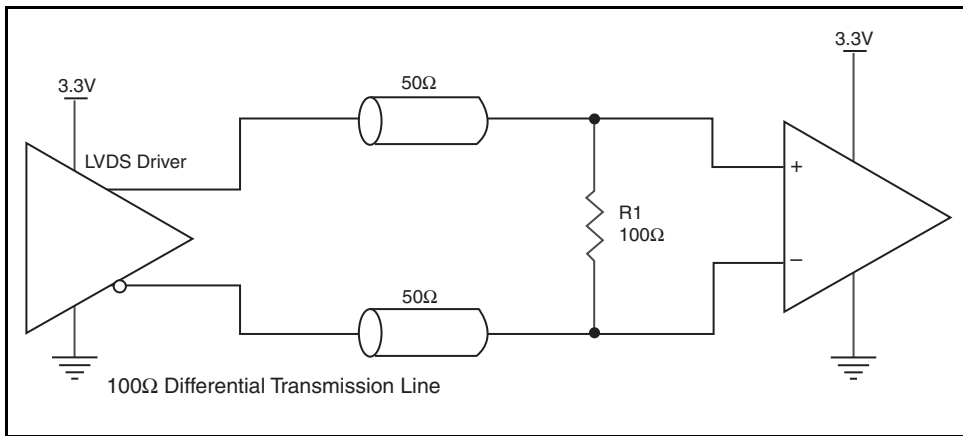 3.3V
50Ω
3.3V
LVDS Driver
+
R1
100Ω
−
50Ω
100Ω Differential Transmission Line